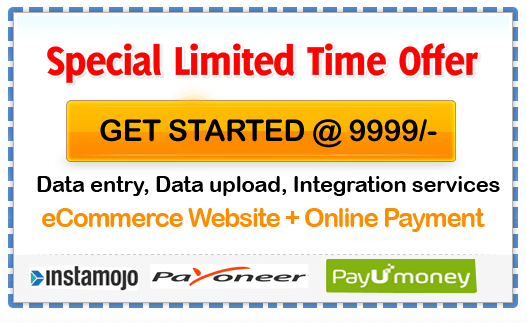 Special Limited Time Offer
GET STARTED @ 9999/-
Data entry, Data upload, Integration services
eCommerce Website + Online Payment
instamojo Payoneer PayUmoney